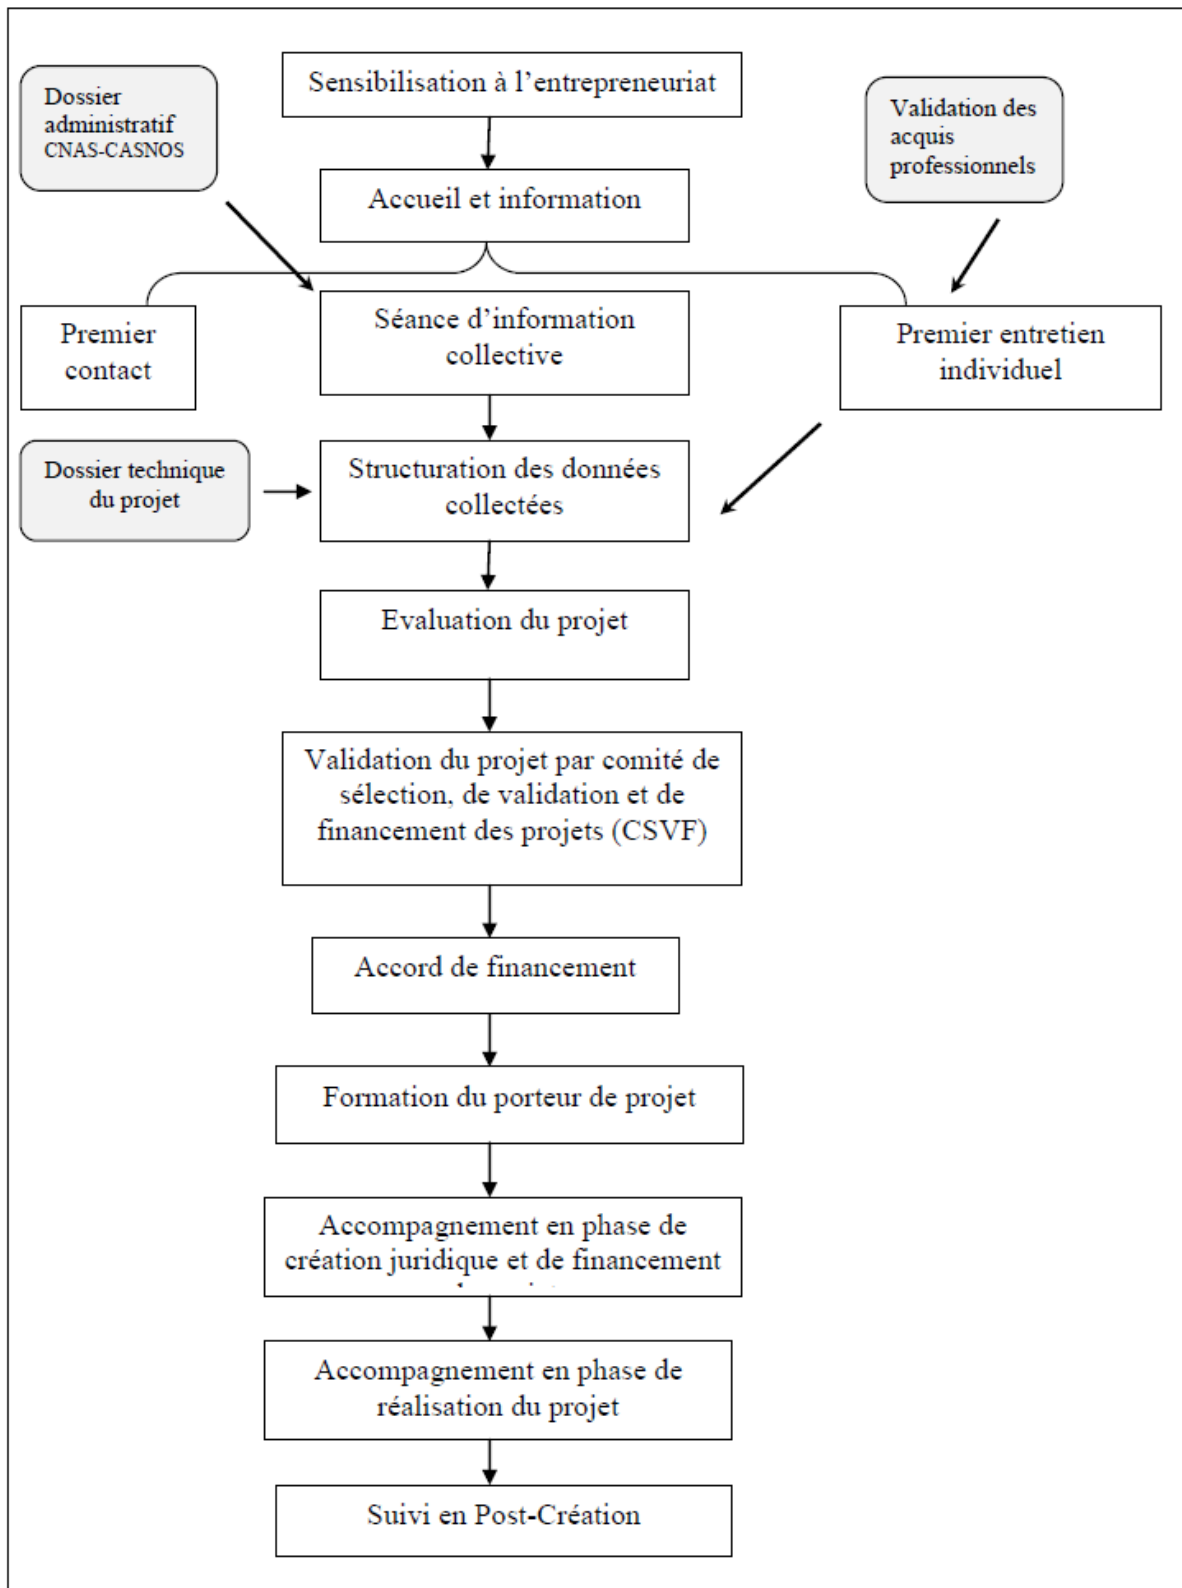 Sensibilisation à l’entrepreneuriat
Dossier
administratif
CNAS-CASNOS
Validation des
acquis
professionnels
Accueil et information
Premier
contact
Séance d’information
collective
Premier entretien
individuel
Dossier technique
du projet
Structuration des données
collectées
Evaluation du projet
Validation du projet par comité de
sélection, de validation et de
financement des projets (CSVF)
Accord de financement
Formation du porteur de projet
Accompagnement en phase de
création juridique et de financement
Accompagnement en phase de
réalisation du projet
Suivi en Post-Création